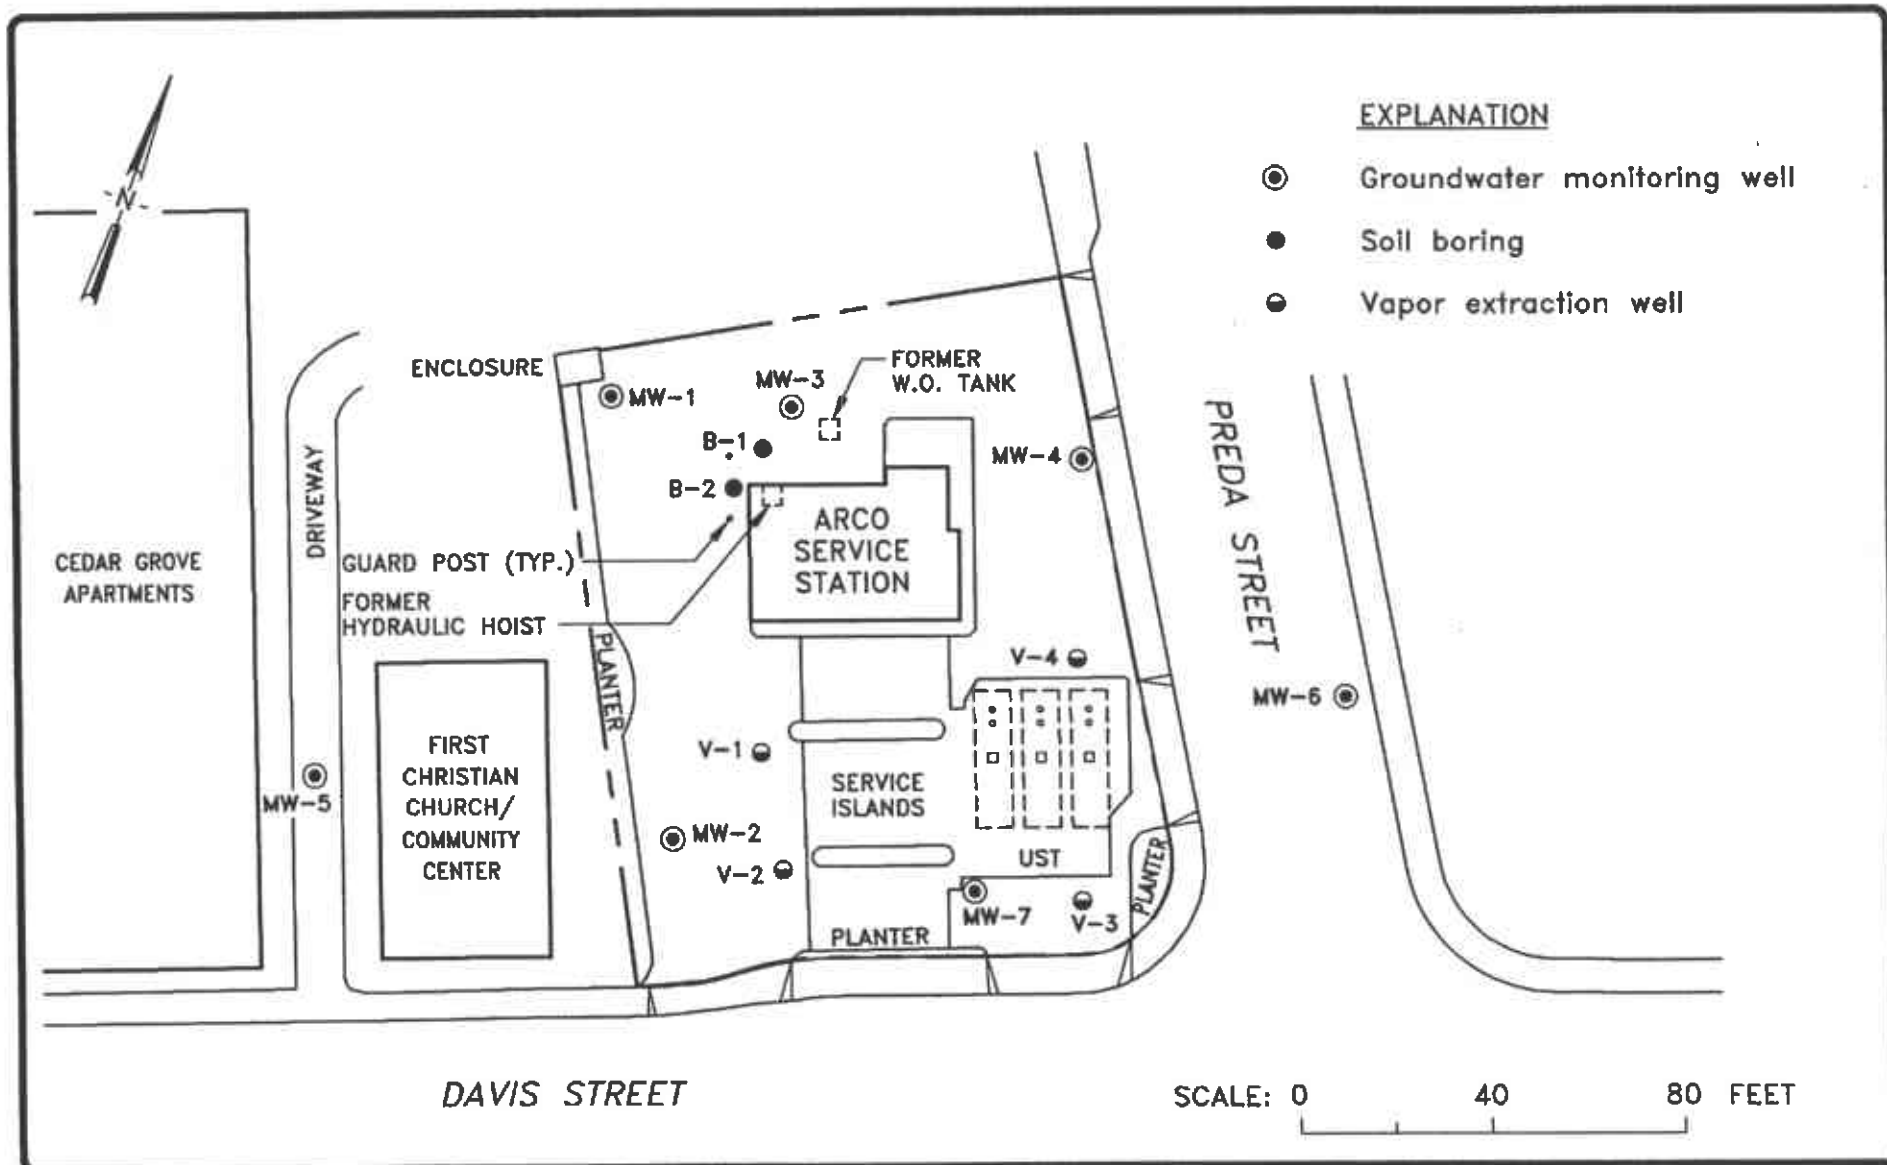 EXPLANATION
Groundwater monitoring well
Soil boring
Vapor extraction well
N
ENCLOSURE
MW-1
MW-3
FORMER
W.O. TANK
B-1
B-2
MW-4
DRIVEWAY
PREDA STREET
ARCO
SERVICE
STATION
CEDAR GROVE
APARTMENTS
GUARD POST (TYP.)
FORMER
HYDRAULIC HOIST
PLANTER
V-4
MW-6
FIRST
CHRISTIAN
CHURCH/
COMMUNITY
CENTER
V-1
SERVICE
ISLANDS
MW-5
MW-2
V-2
UST
PLANTER
MW-7
V-3
PLANTER
DAVIS STREET
SCALE: 0 40 80 FEET